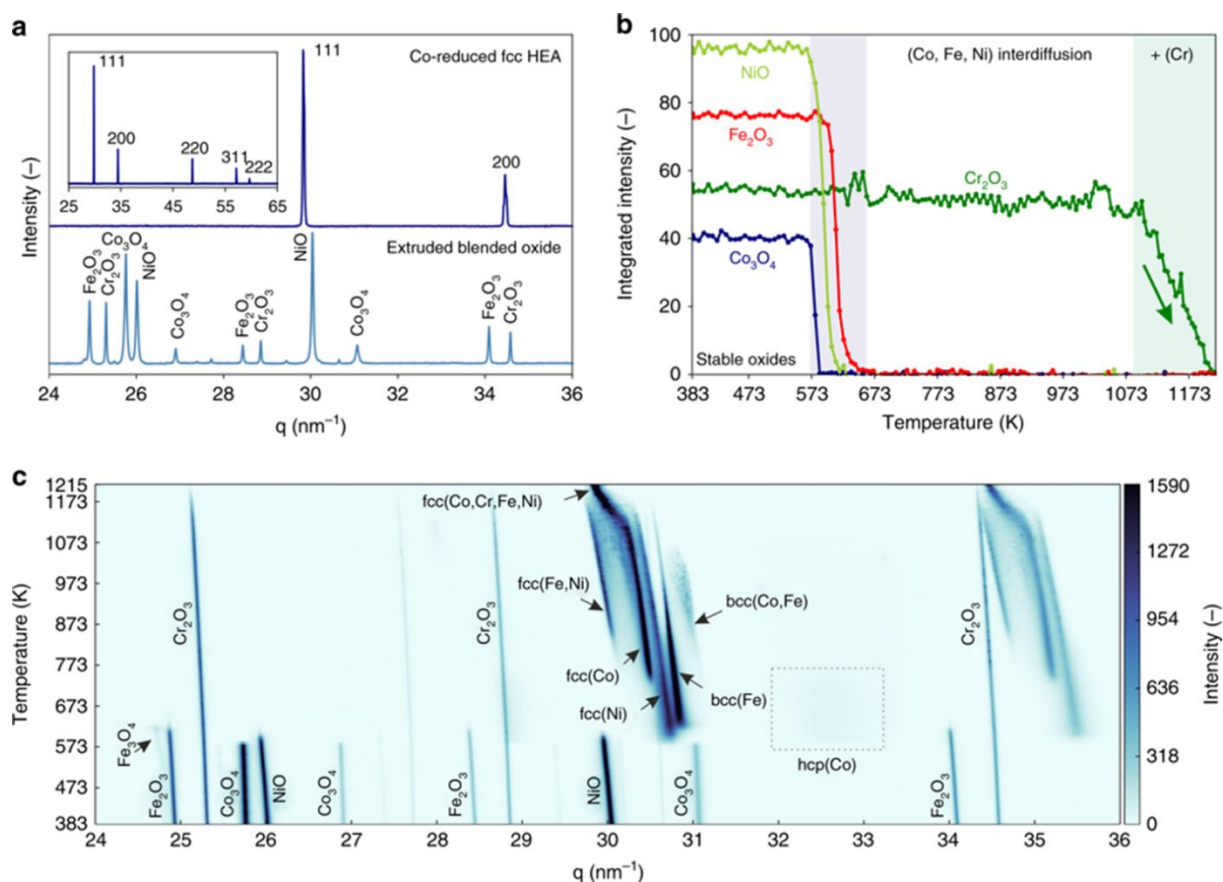 a
Co-reduced fcc HEA
111
200
111
200
220
311
222
25 35 45 55 65
Extruded blended oxide
Fe₂O₃
Cr₂O₃
Co₃O₄
NiO
Co₃O₄
Fe₂O₃
Cr₂O₃
NiO
Co₃O₄
Fe₂O₃
Cr₂O₃
Intensity (–)
24 26 28 30 32 34 36
q (nm⁻¹)
b
100
80
60
40
20
0
Integrated intensity (–)
(Co, Fe, Ni) interdiffusion
+ (Cr)
NiO
Fe₂O₃
Cr₂O₃
Co₃O₄
Stable oxides
383 473 573 673 773 873 973 1073 1173
Temperature (K)
c
1215
1173
1073
973
873
773
673
573
473
383
Temperature (K)
fcc(Co,Cr,Fe,Ni)
fcc(Fe,Ni)
bcc(Co,Fe)
fcc(Co)
fcc(Ni)
bcc(Fe)
hcp(Co)
Cr₂O₃
Cr₂O₃
Cr₂O₃
Fe₃O₄
Fe₂O₃
Co₃O₄
NiO
Co₃O₄
Fe₂O₃
NiO
Co₃O₄
Fe₂O₃
24 25 26 27 28 29 30 31 32 33 34 35 36
q (nm⁻¹)
1590
1272
954
636
318
0
Intensity (–)